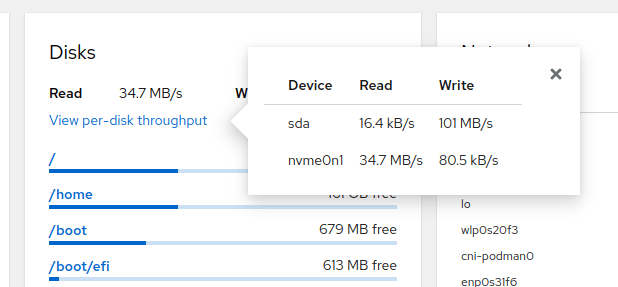 Disks
Read 34.7 MB/s
View per-disk throughput
Device Read Write
sda 16.4 kB/s 101 MB/s
nvme0n1 34.7 MB/s 80.5 kB/s
/
/home
/boot 679 MB free
/boot/efi 613 MB free
lo
wlp0s20f3
cni-podman0
enp0s31f6